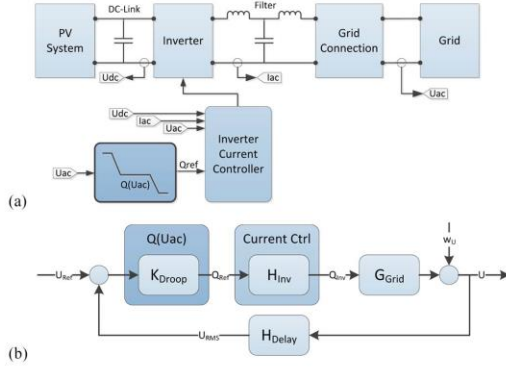 DC-Link
Filter
PV
System
Inverter
Grid
Connection
Grid
Udc
Iac
Uac
Udc
Iac
Uac
Inverter
Current
Controller
Uac
Q(Uac)
Qref
(a)
Q(Uac)
Current Ctrl
wU
URef
KDroop
QRef
HInv
QInv
GGrid
U
URMS
HDelay
(b)